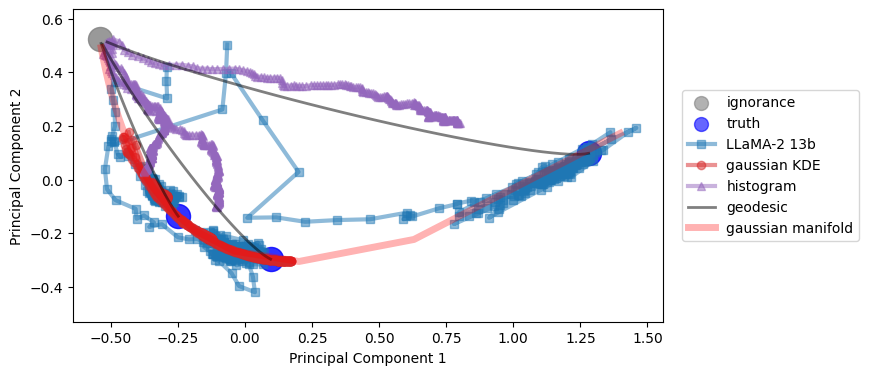 0.6
0.4
0.2
0.0
−0.2
−0.4
Principal Component 2
−0.50
−0.25
0.00
0.25
0.50
0.75
1.00
1.25
1.50
Principal Component 1
ignorance
truth
LLaMA-2 13b
gaussian KDE
histogram
geodesic
gaussian manifold